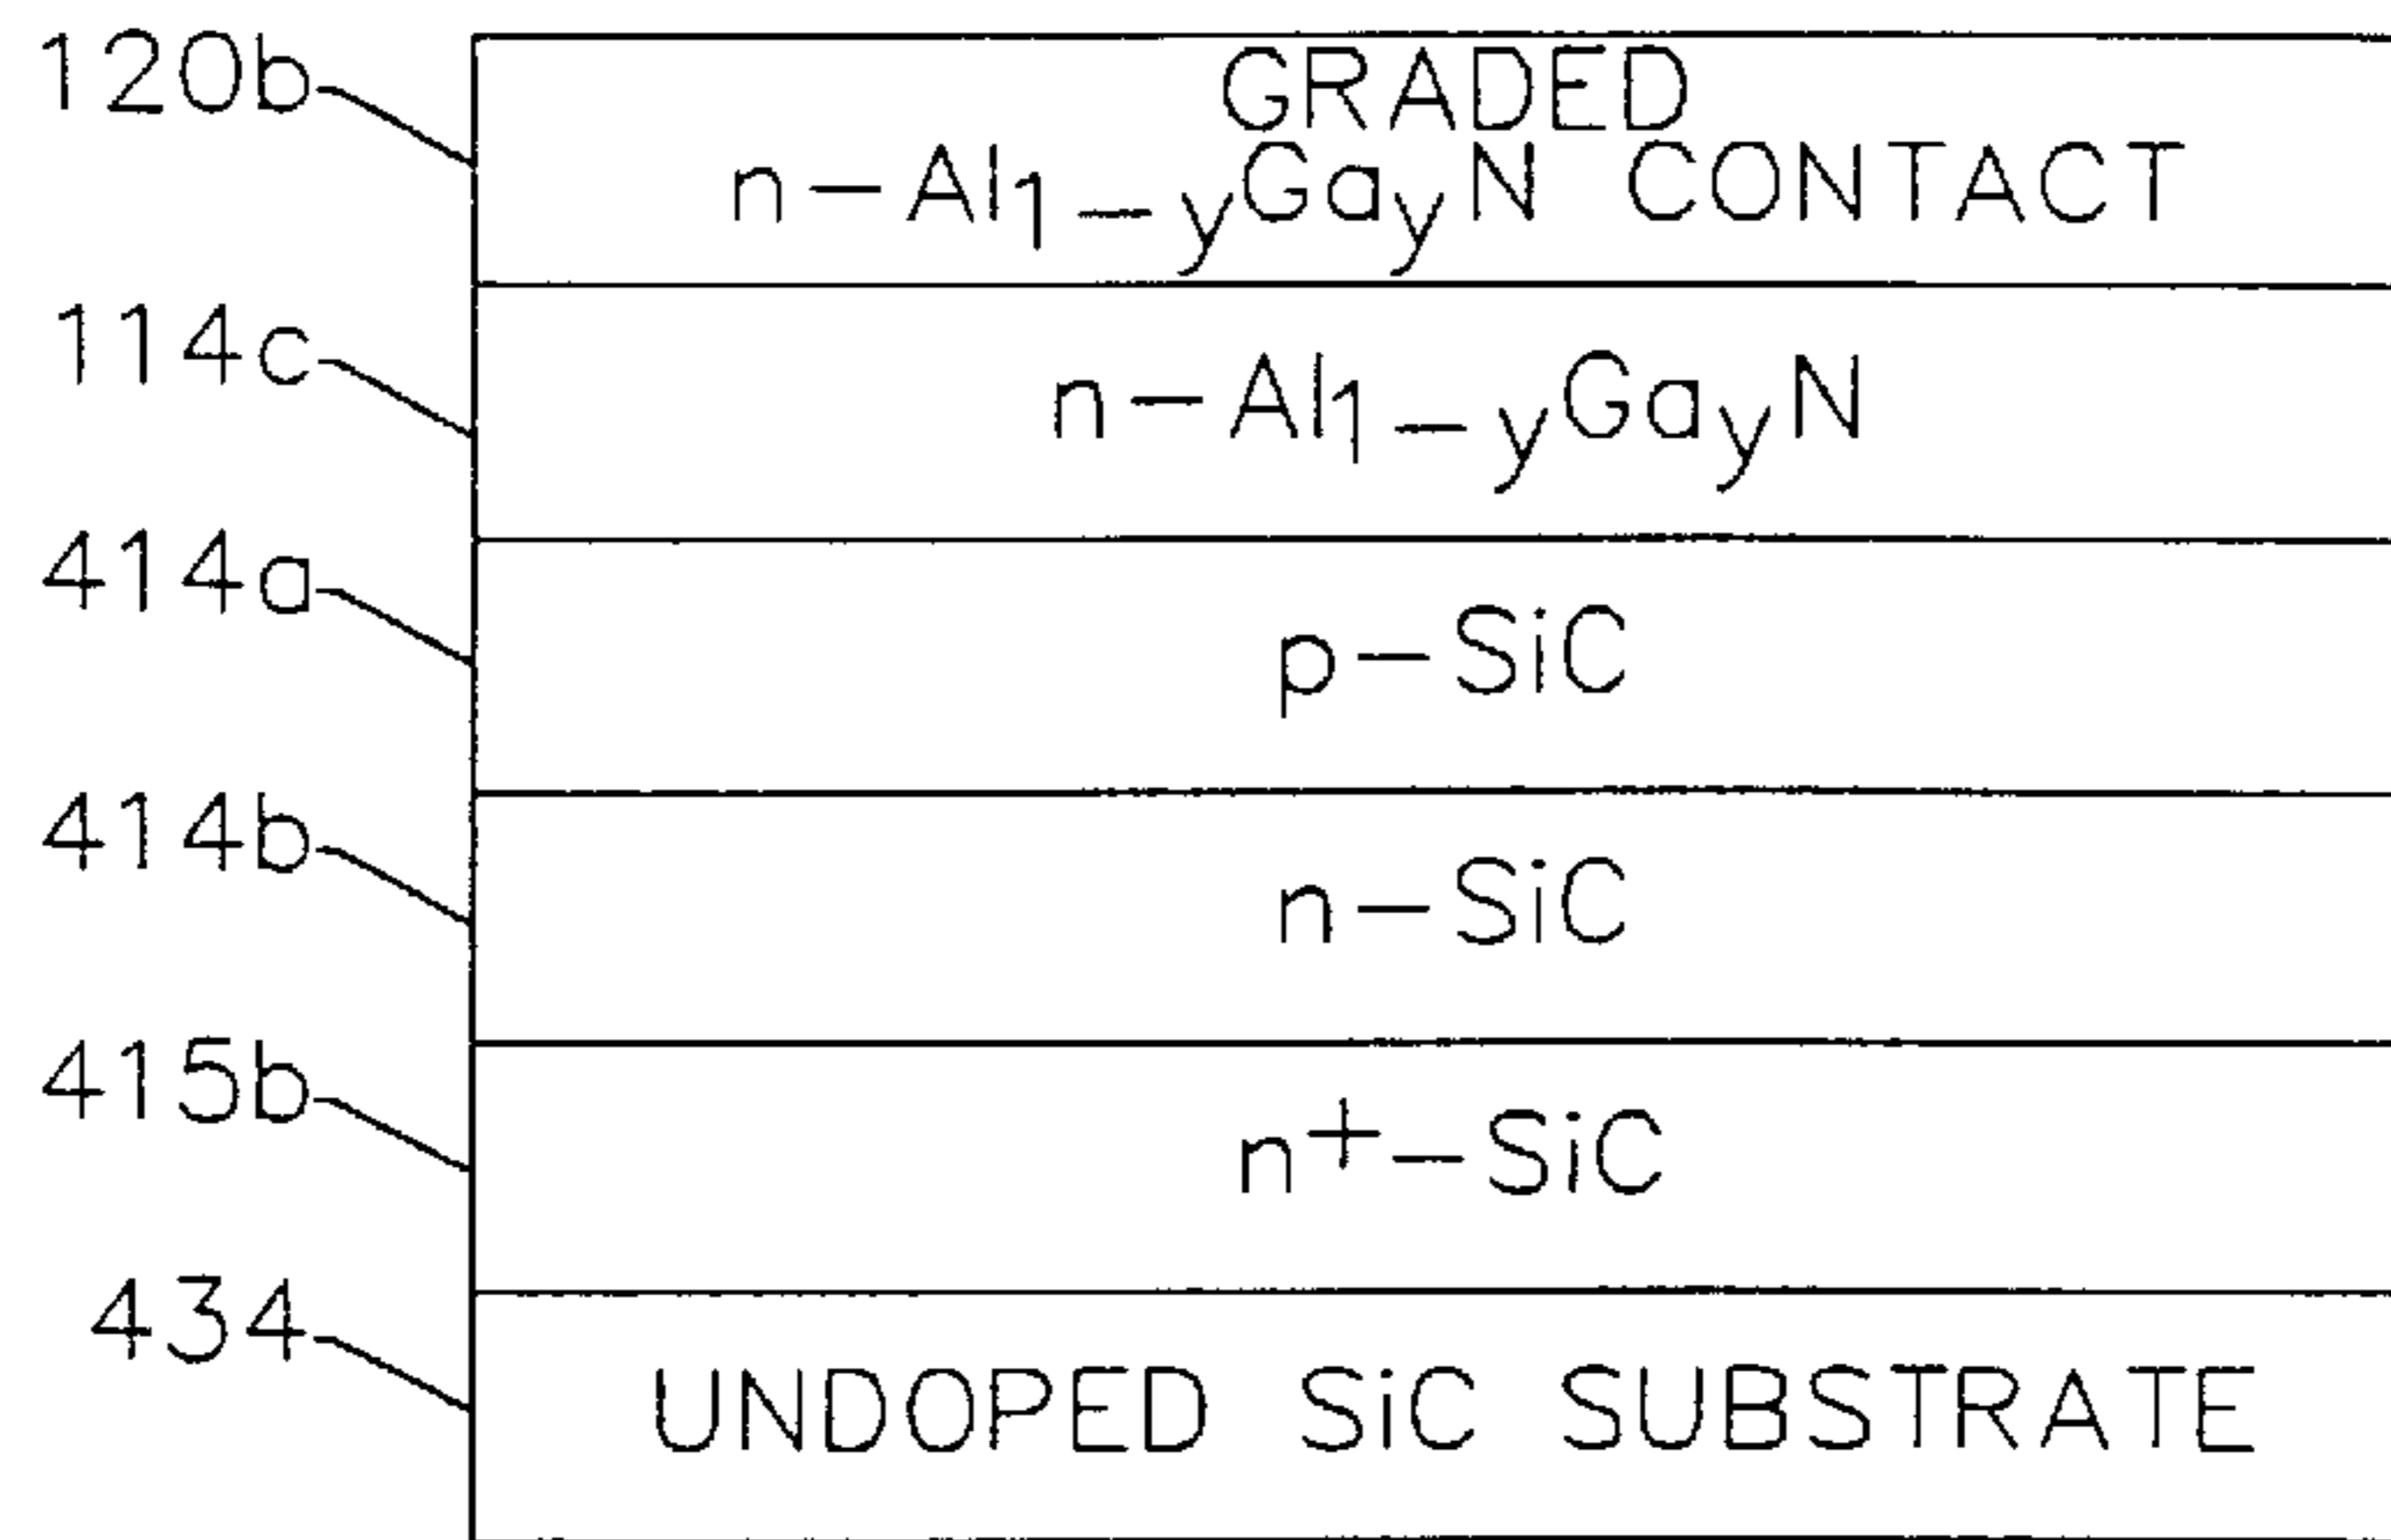 120b
GRADED
n-Al1-yGayN CONTACT
114c
n-Al1-yGayN
414a
p-SiC
414b
n-SiC
415b
n+-SiC
434
UNDOPED SiC SUBSTRATE